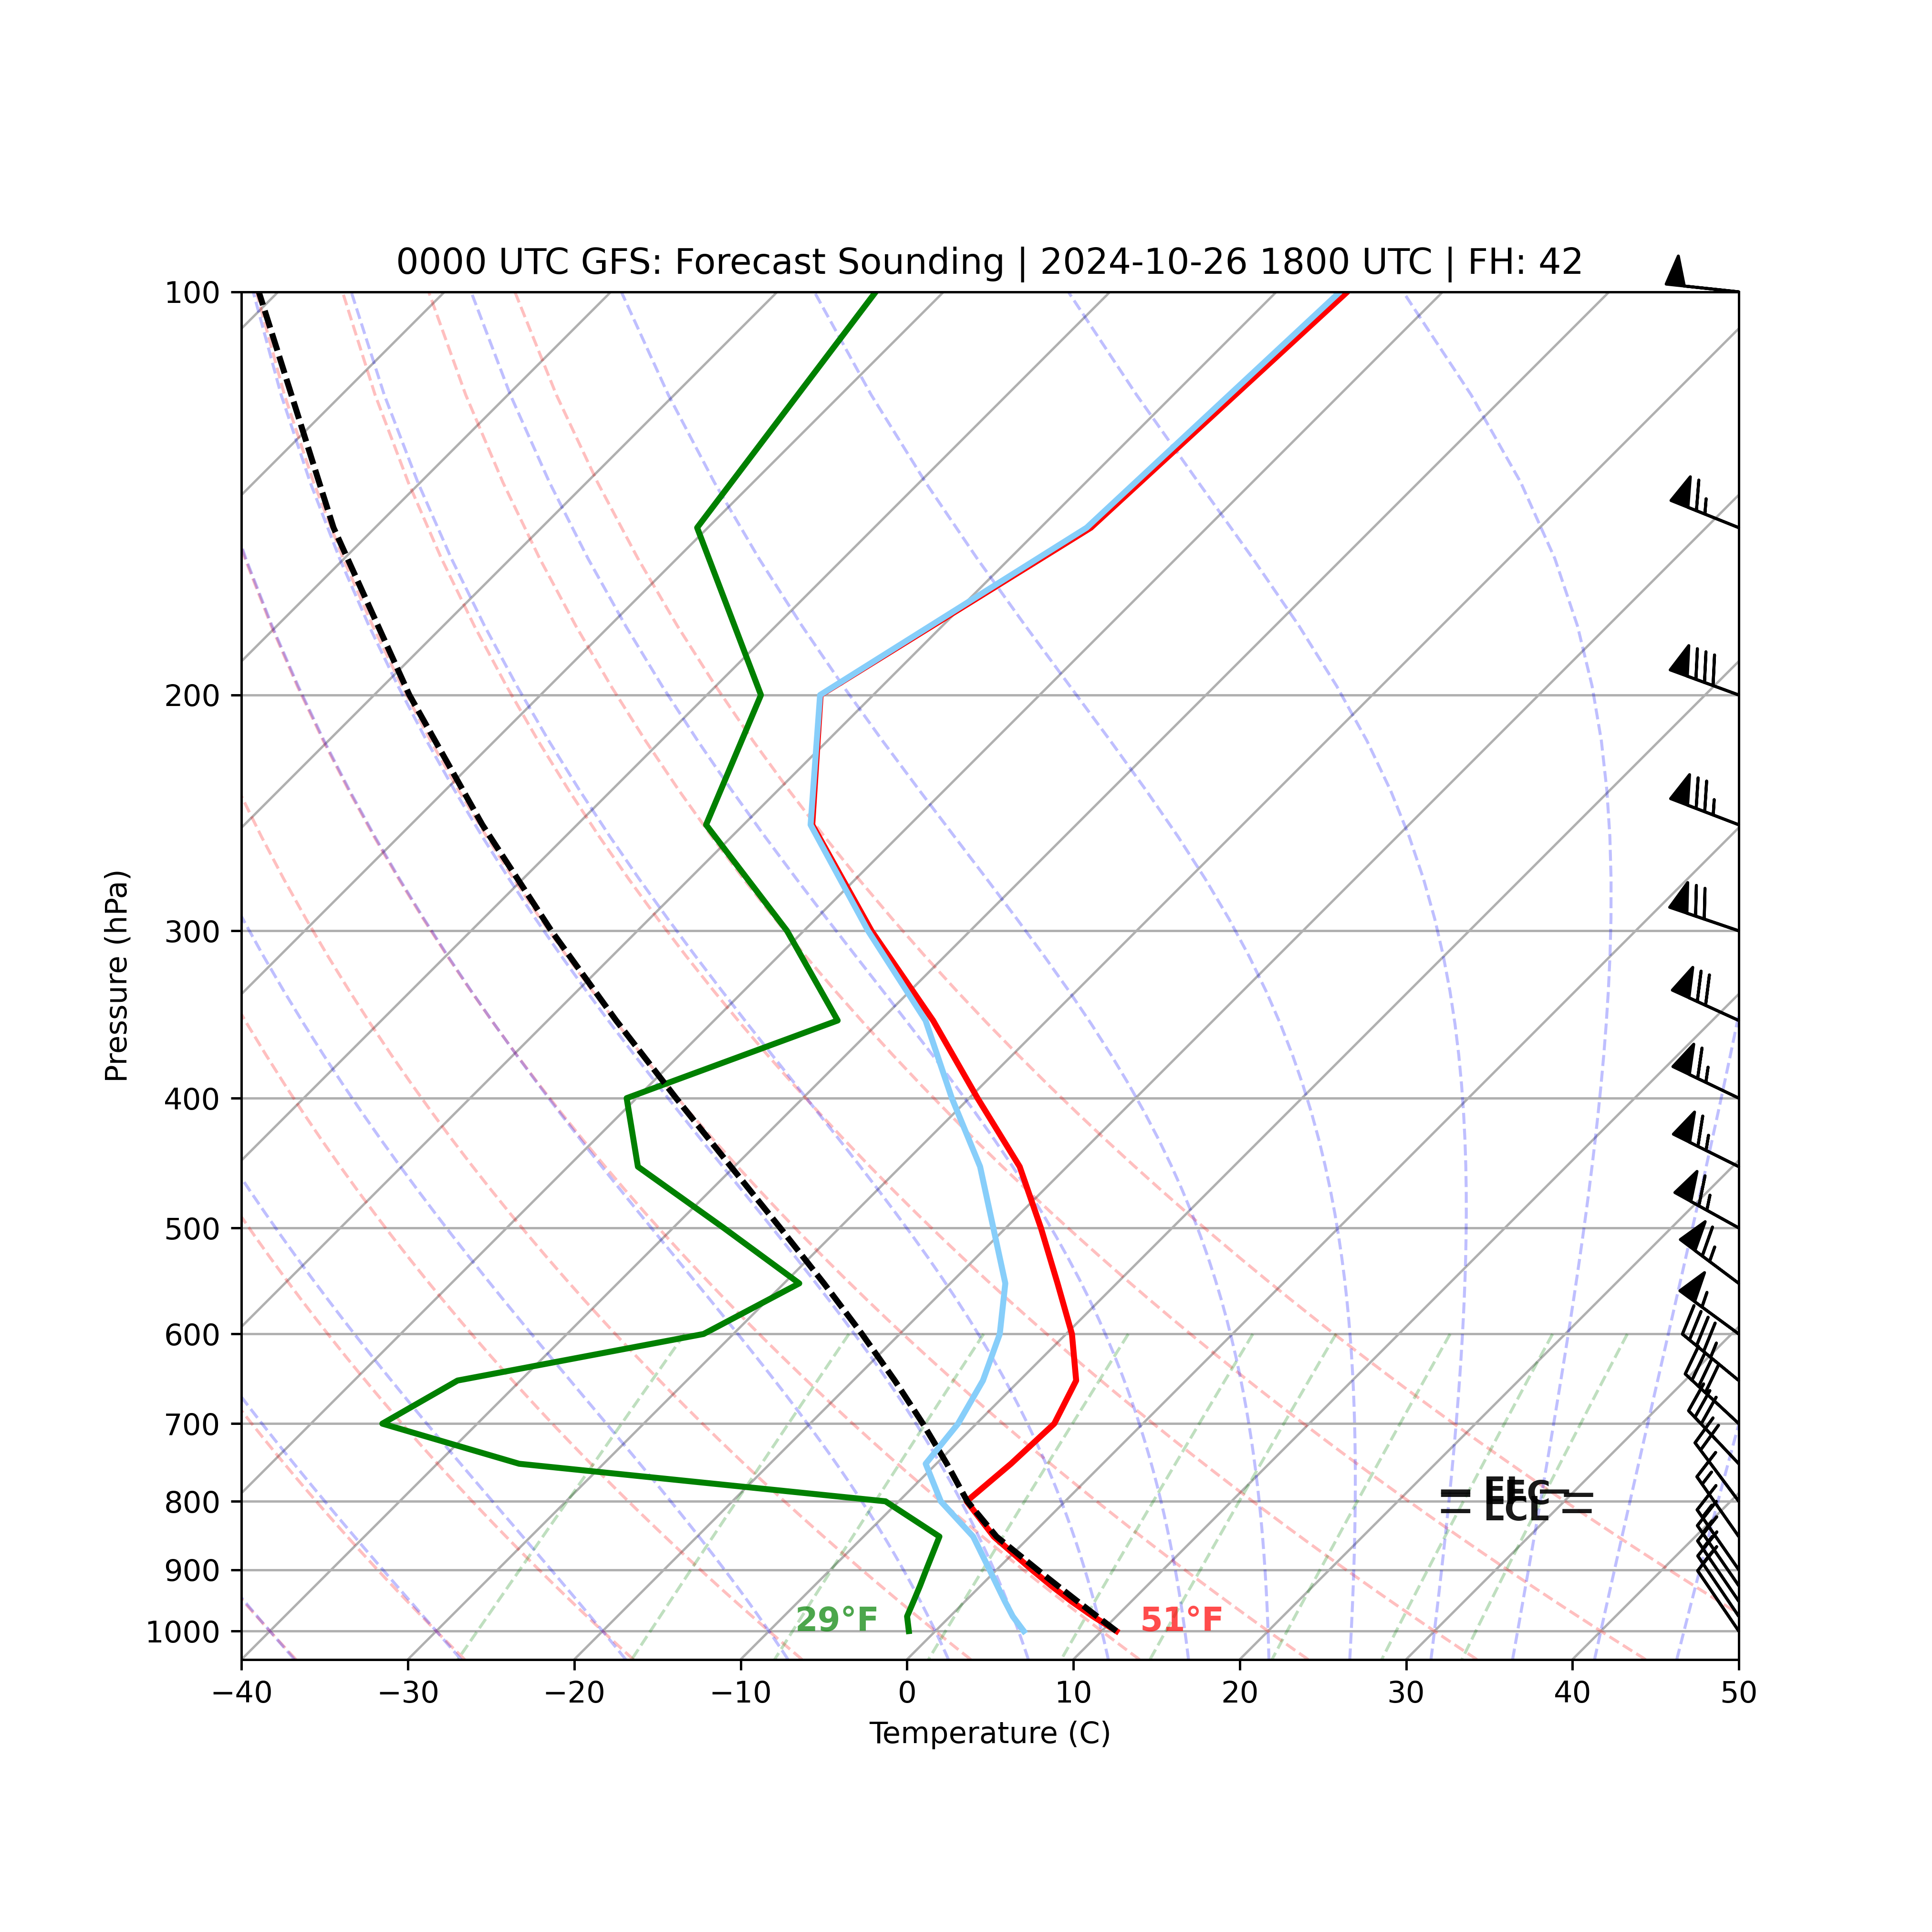 0000 UTC GFS: Forecast Sounding | 2024-10-26 1800 UTC | FH: 42
100
200
300
400
500
600
700
800
900
1000
Pressure (hPa)
29°F
51°F
— LCL —
−40 −30 −20 −10 0 10 20 30 40 50
Temperature (C)